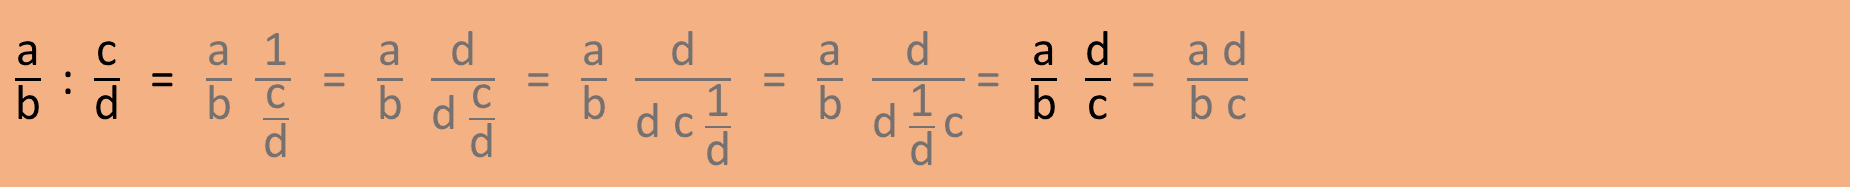 a/b : c/d = a/b 1/(c/d) = a/b d/(d c/d) = a/b d/(d c 1/d) = a/b d/(d 1/d c) = a/b d/c = a d/b c